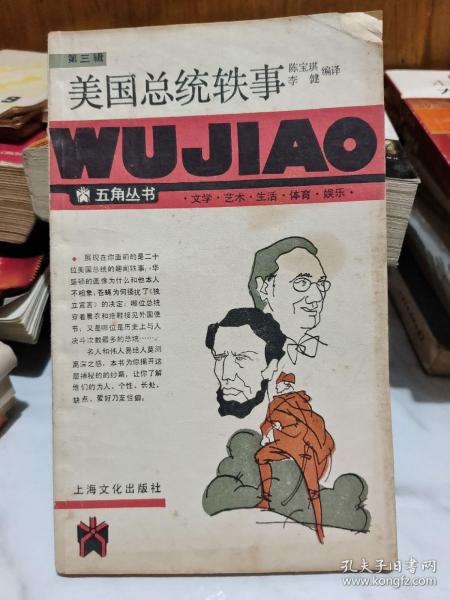 第三辑
美国总统轶事
陈宝琪
李健
编译
WUJIAO
五角丛书
·文学·艺术·生活·体育·娱乐·
● 展现在你面前的是二十
位美国总统的趣闻轶事。华
盛顿的画像为什么和他本人
不相象,苍蝇为何骚扰了《独
立宣言》的决定,哪位总统
穿着晨衣和拖鞋接见外国使
节,又是哪位是历史上与人
决斗次数最多的总统……。
名人和伟人易给人莫测
高深之感,本书为你揭开这
层神秘的的纱幕,让你了解
他们的为人、个性、长处、
缺点、爱好乃至怪癖。
上海文化出版社
孔夫子旧书网
www.kongfz.com